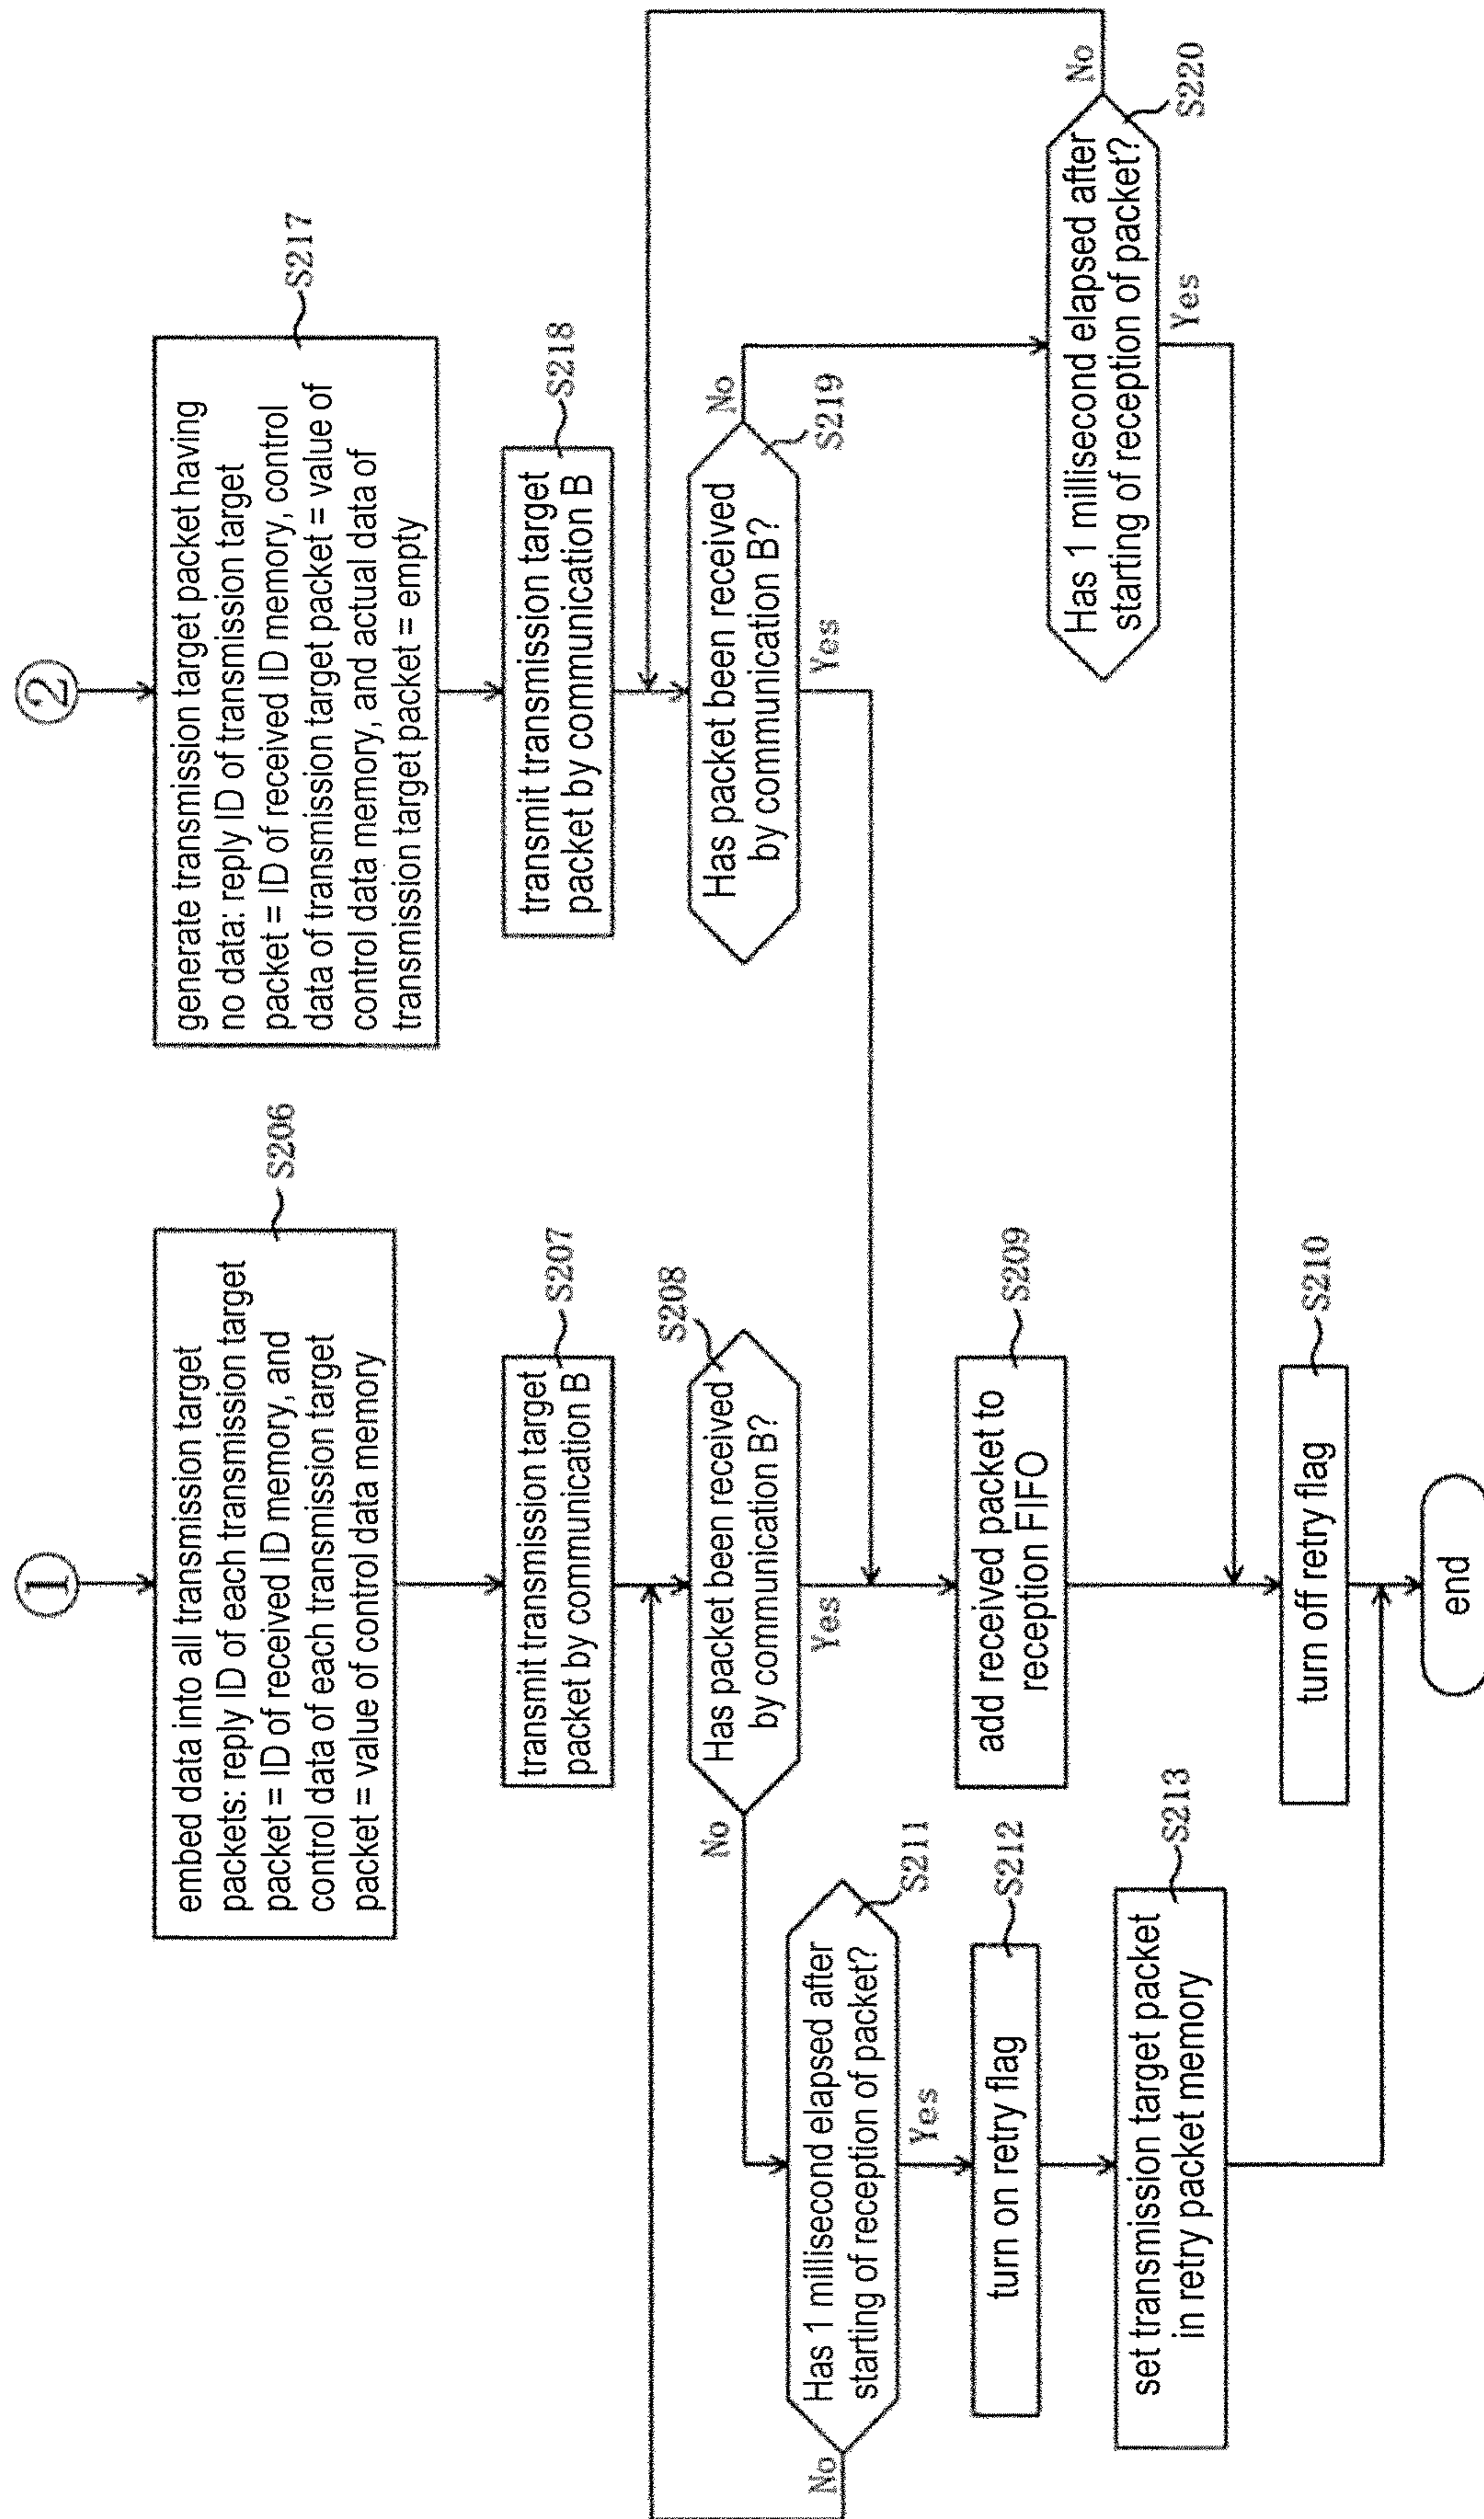 ①
embed data into all transmission target
packets: reply ID of each transmission target
packet = ID of received ID memory, and
control data of each transmission target
packet = value of control data memory
S206
transmit transmission target
packet by communication B
S207
Has packet been received
by communication B?
S208
No
Yes
Has 1 millisecond elapsed after
starting of reception of packet?
S211
No
Yes
turn on retry flag
S212
set transmission target packet
in retry packet memory
S213
add received packet to
reception FIFO
S209
turn off retry flag
S210
end
②
generate transmission target packet having
no data: reply ID of transmission target
packet = ID of received ID memory, control
data of transmission target packet = value of
control data memory, and actual data of
transmission target packet = empty
S217
transmit transmission target
packet by communication B
S218
Has packet been received
by communication B?
S219
No
Yes
Has 1 millisecond elapsed after
starting of reception of packet?
S220
No
Yes